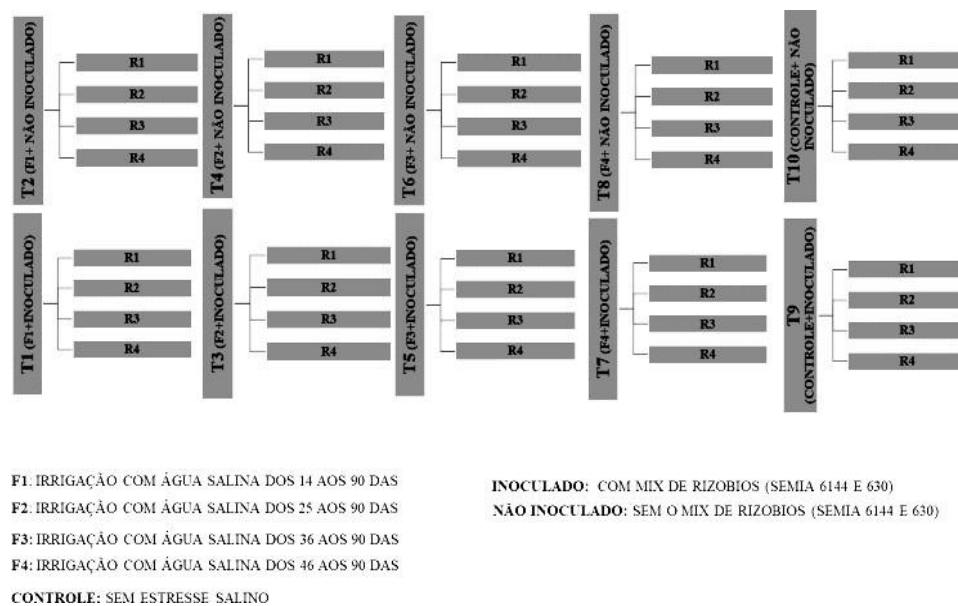 T2 (F1+ NÃO INOCULADO)
R1
R2
R3
R4
T4 (F2+ NÃO INOCULADO)
R1
R2
R3
R4
T6 (F3+ NÃO INOCULADO)
R1
R2
R3
R4
T8 (F4+ NÃO INOCULADO)
R1
R2
R3
R4
T10 (CONTROLE+ NÃO
INOCULADO)
R1
R2
R3
R4
T1 (F1+INOCULADO)
R1
R2
R3
R4
T3 (F2+INOCULADO)
R1
R2
R3
R4
T5 (F3+INOCULADO)
R1
R2
R3
R4
T7 (F4+INOCULADO)
R1
R2
R3
R4
T9
(CONTROLE+INOCULADO)
R1
R2
R3
R4
F1: IRRIGAÇÃO COM ÁGUA SALINA DOS 14 AOS 90 DAS
F2: IRRIGAÇÃO COM ÁGUA SALINA DOS 25 AOS 90 DAS
F3: IRRIGAÇÃO COM ÁGUA SALINA DOS 36 AOS 90 DAS
F4: IRRIGAÇÃO COM ÁGUA SALINA DOS 46 AOS 90 DAS
CONTROLE: SEM ESTRESSE SALINO
INOCULADO: COM MIX DE RIZOBIOS (SEMIA 6144 E 630)
NÃO INOCULADO: SEM O MIX DE RIZOBIOS (SEMIA 6144 E 630)